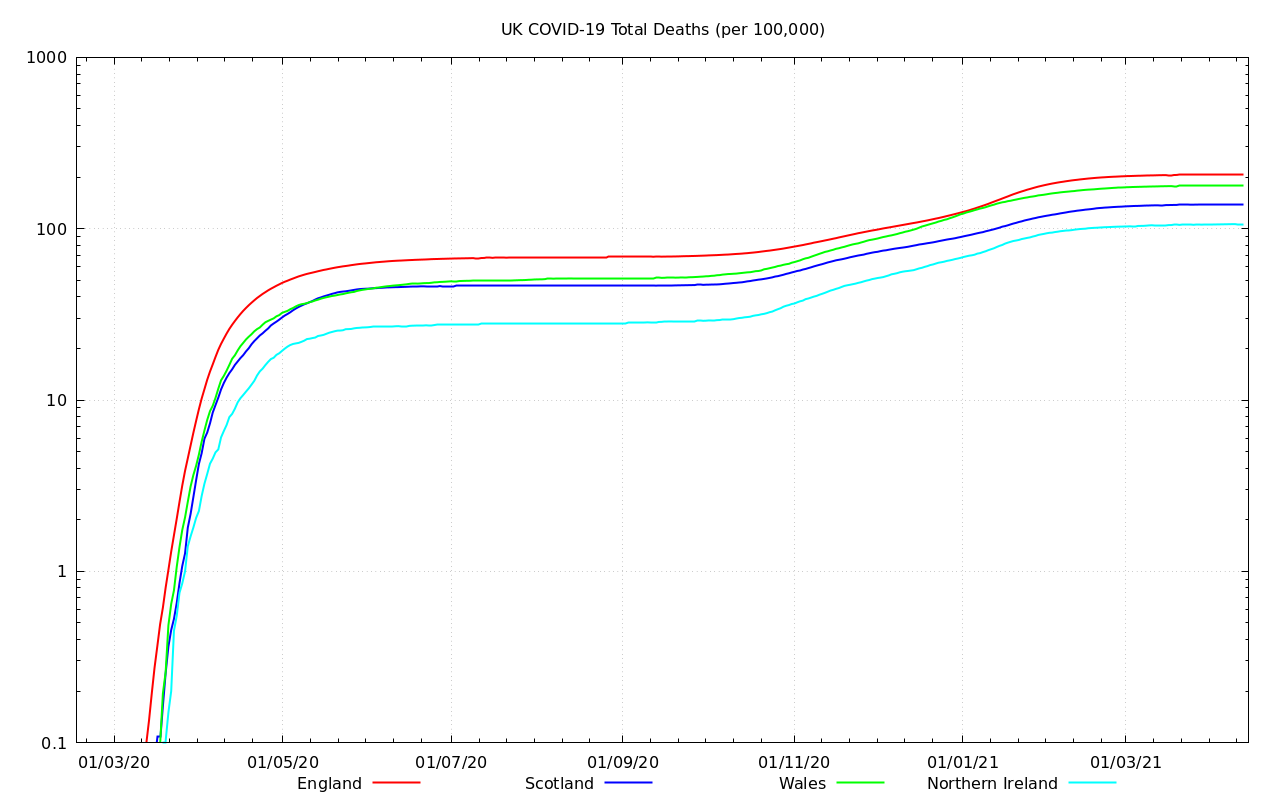 UK COVID-19 Total Deaths (per 100,000)
1000
100
10
1
0.1
01/03/20 01/05/20 01/07/20 01/09/20 01/11/20 01/01/21 01/03/21
England Scotland Wales Northern Ireland